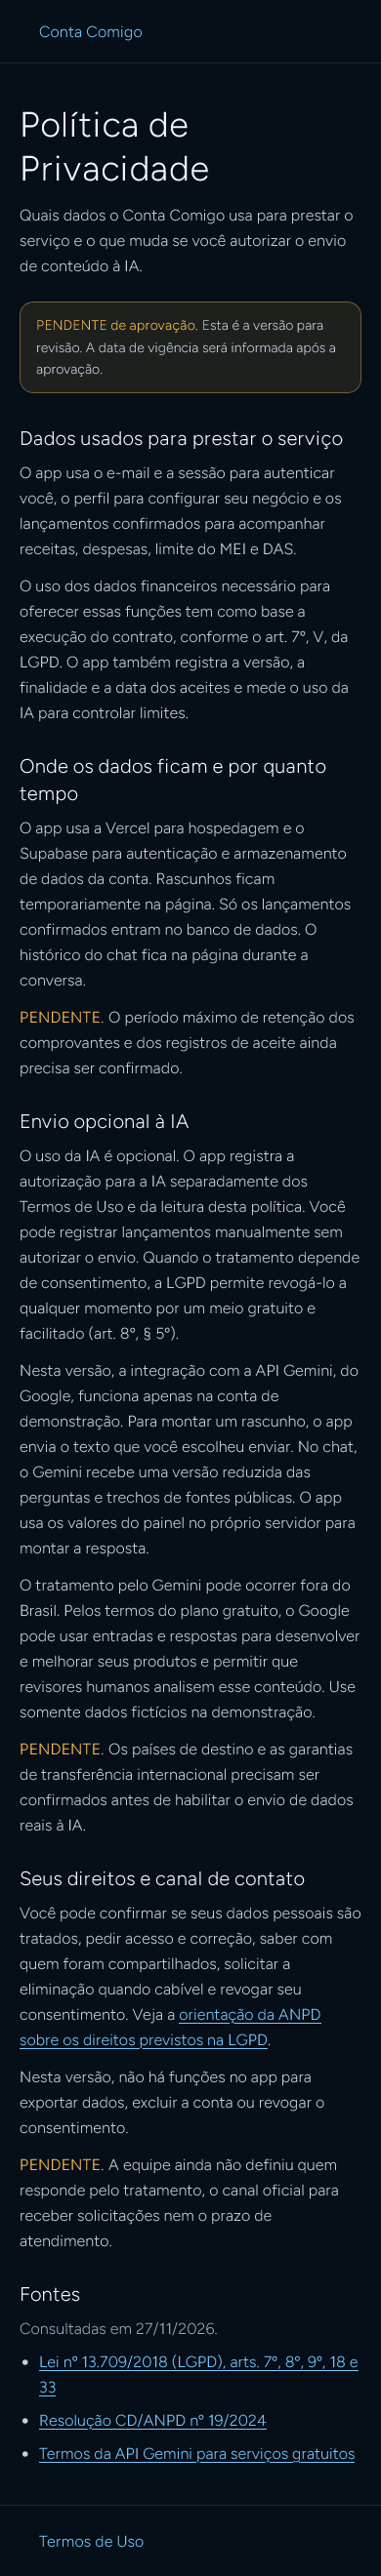 Conta Comigo
Política de
Privacidade
Quais dados o Conta Comigo usa para prestar o
serviço e o que muda se você autorizar o envio
de conteúdo à IA.
PENDENTE de aprovação. Esta é a versão para
revisão. A data de vigência será informada após a
aprovação.
Dados usados para prestar o serviço
O app usa o e-mail e a sessão para autenticar
você, o perfil para configurar seu negócio e os
lançamentos confirmados para acompanhar
receitas, despesas, limite do MEI e DAS.
O uso dos dados financeiros necessário para
oferecer essas funções tem como base a
execução do contrato, conforme o art. 7º, V, da
LGPD. O app também registra a versão, a
finalidade e a data dos aceites e mede o uso da
IA para controlar limites.
Onde os dados ficam e por quanto
tempo
O app usa a Vercel para hospedagem e o
Supabase para autenticação e armazenamento
de dados da conta. Rascunhos ficam
temporariamente na página. Só os lançamentos
confirmados entram no banco de dados. O
histórico do chat fica na página durante a
conversa.
PENDENTE. O período máximo de retenção dos
comprovantes e dos registros de aceite ainda
precisa ser confirmado.
Envio opcional à IA
O uso da IA é opcional. O app registra a
autorização para a IA separadamente dos
Termos de Uso e da leitura desta política. Você
pode registrar lançamentos manualmente sem
autorizar o envio. Quando o tratamento depende
de consentimento, a LGPD permite revogá-lo a
qualquer momento por um meio gratuito e
facilitado (art. 8º, § 5º).
Nesta versão, a integração com a API Gemini, do
Google, funciona apenas na conta de
demonstração. Para montar um rascunho, o app
envia o texto que você escolheu enviar. No chat,
o Gemini recebe uma versão reduzida das
perguntas e trechos de fontes públicas. O app
usa os valores do painel no próprio servidor para
montar a resposta.
O tratamento pelo Gemini pode ocorrer fora do
Brasil. Pelos termos do plano gratuito, o Google
pode usar entradas e respostas para desenvolver
e melhorar seus produtos e permitir que
revisores humanos analisem esse conteúdo. Use
somente dados fictícios na demonstração.
PENDENTE. Os países de destino e as garantias
de transferência internacional precisam ser
confirmados antes de habilitar o envio de dados
reais à IA.
Seus direitos e canal de contato
Você pode confirmar se seus dados pessoais são
tratados, pedir acesso e correção, saber com
quem foram compartilhados, solicitar a
eliminação quando cabível e revogar seu
consentimento. Veja a orientação da ANPD
sobre os direitos previstos na LGPD.
Nesta versão, não há funções no app para
exportar dados, excluir a conta ou revogar o
consentimento.
PENDENTE. A equipe ainda não definiu quem
responde pelo tratamento, o canal oficial para
receber solicitações nem o prazo de
atendimento.
Fontes
Consultadas em 27/11/2026.
Lei nº 13.709/2018 (LGPD), arts. 7º, 8º, 9º, 18 e
33
Resolução CD/ANPD nº 19/2024
Termos da API Gemini para serviços gratuitos
Termos de Uso